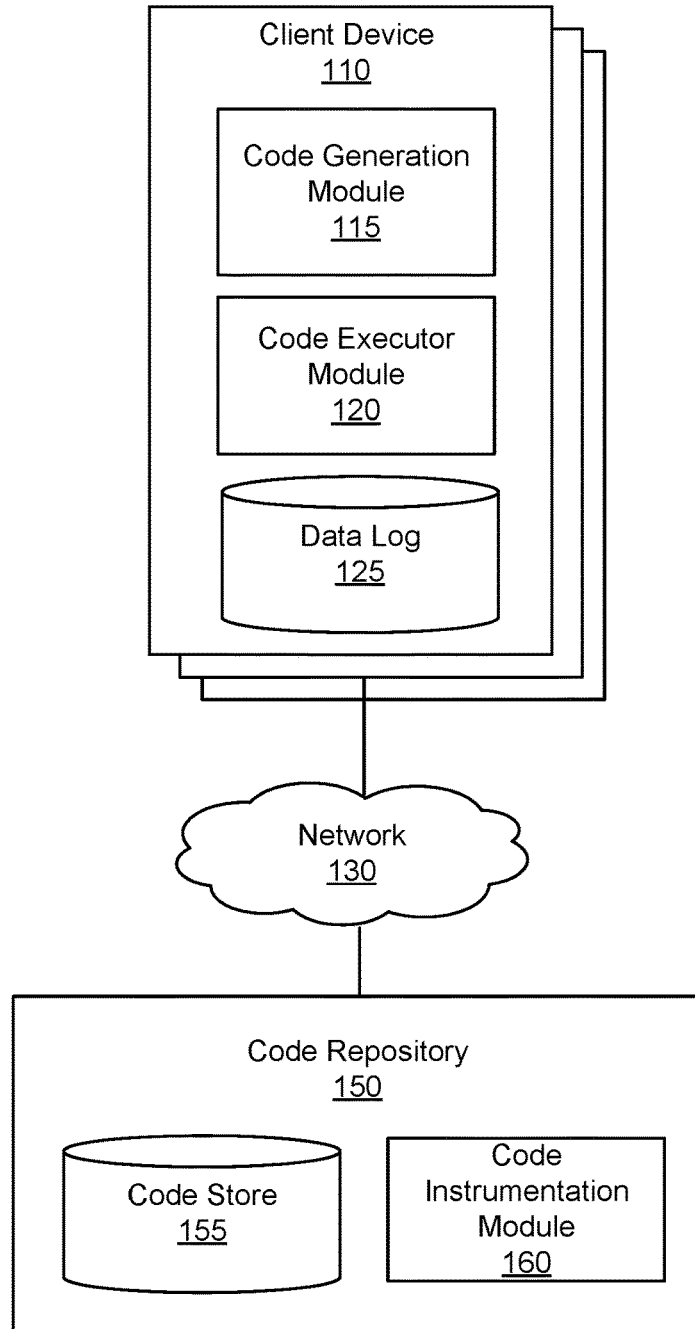 Client Device
110
Code Generation
Module
115
Code Executor
Module
120
Data Log
125
Network
130
Code Repository
150
Code Store
155
Code
Instrumentation
Module
160